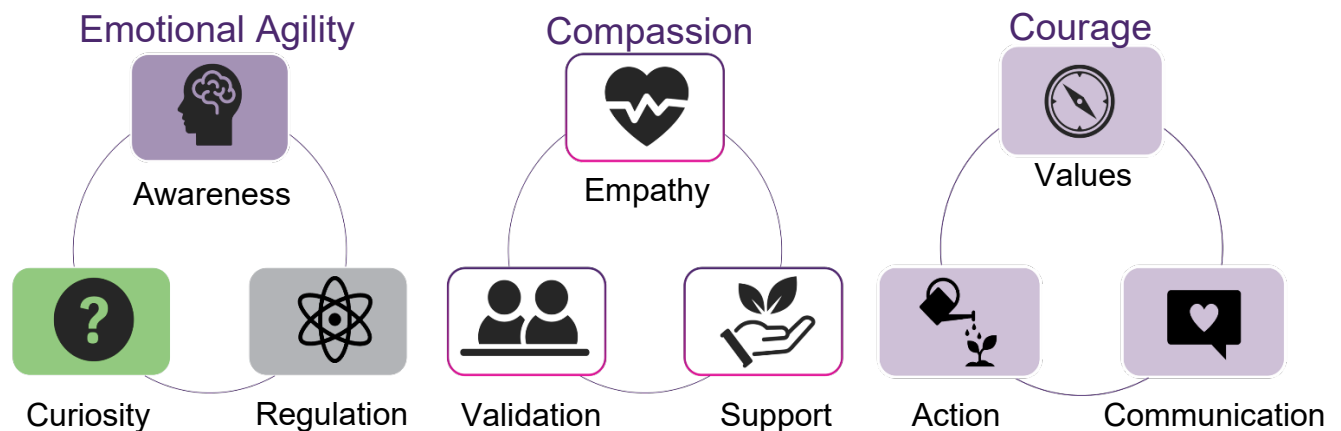 Emotional Agility
Awareness
Curiosity
Regulation
Compassion
Empathy
Validation
Support
Courage
Values
Action
Communication
?